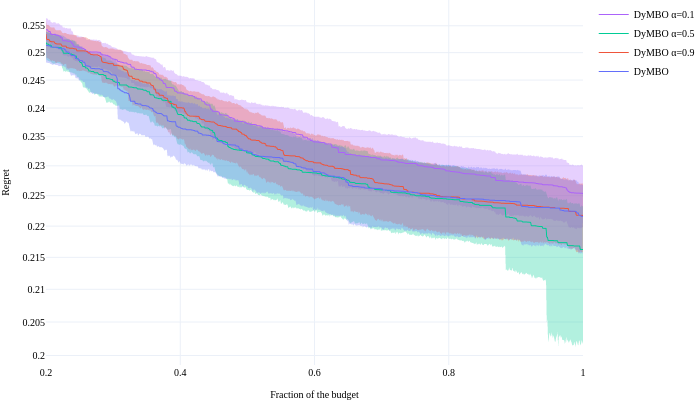 0.255
0.25
0.245
0.24
0.235
0.23
0.225
0.22
0.215
0.21
0.205
0.2
Regret
0.2 0.4 0.6 0.8 1
Fraction of the budget
DyMBO α=0.1
DyMBO α=0.5
DyMBO α=0.9
DyMBO